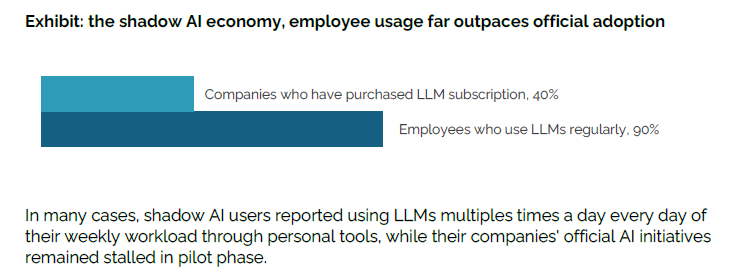 Exhibit: the shadow AI economy, employee usage far outpaces official adoption
Companies who have purchased LLM subscription, 40%
Employees who use LLMs regularly, 90%
In many cases, shadow AI users reported using LLMs multiples times a day every day of
their weekly workload through personal tools, while their companies' official AI initiatives
remained stalled in pilot phase.